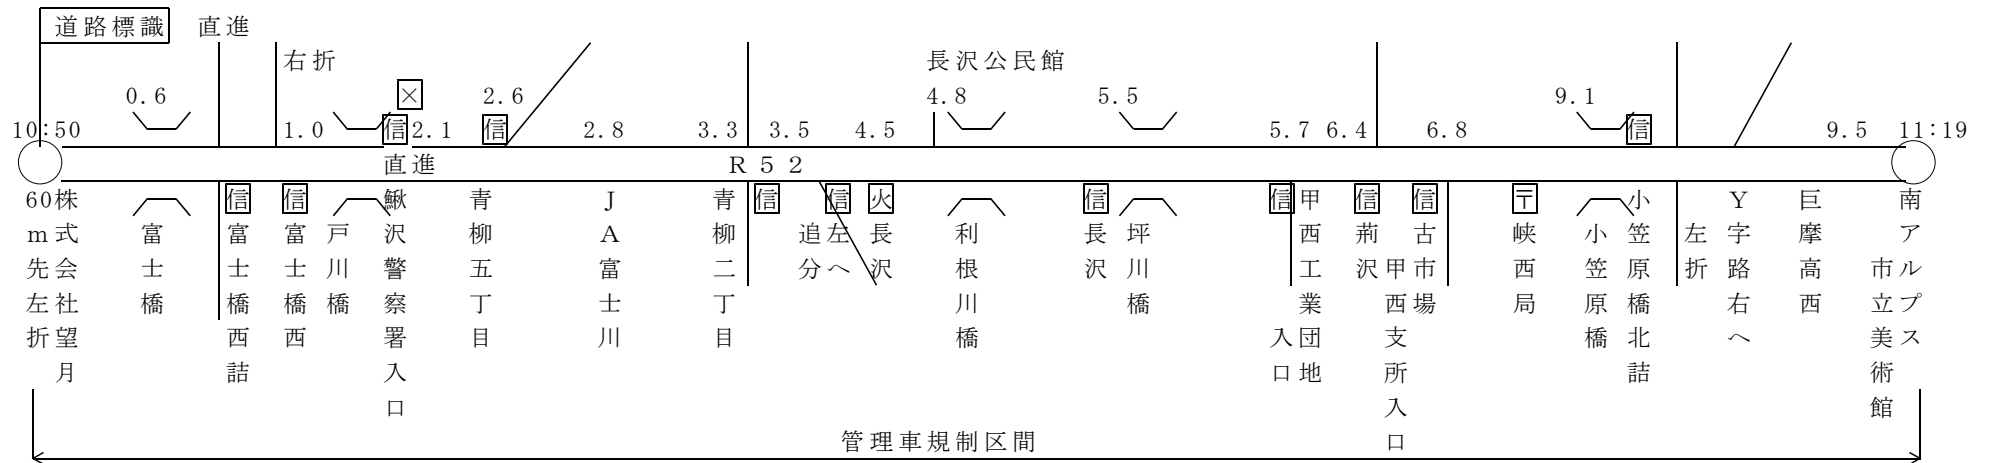 道路標識 直進
右折
長沢公民館
0.6
×
2.6
4.8
5.5
9.1
10:50
1.0
信
2.1
信
2.8
3.3
3.5
4.5
5.7
6.4
6.8
信
9.5
11:19
直進
R52
60m先左折
株式会社望月
富士橋
信
富士橋西詰
信
富士橋西
戸川橋
鰍沢警察署入口
青柳五丁目
JA富士川
青柳二丁目
信
追分
信
左へ
火
長沢
利根川橋
信
長沢
坪川橋
信
甲西工業団地
入口
信
荊沢
甲西支所入口
信
古市場
〒
峡西局
小笠原橋
小笠原橋北詰
左折
Y字路右へ
巨摩高西
南アルプス
市立美術館
管理車規制区間